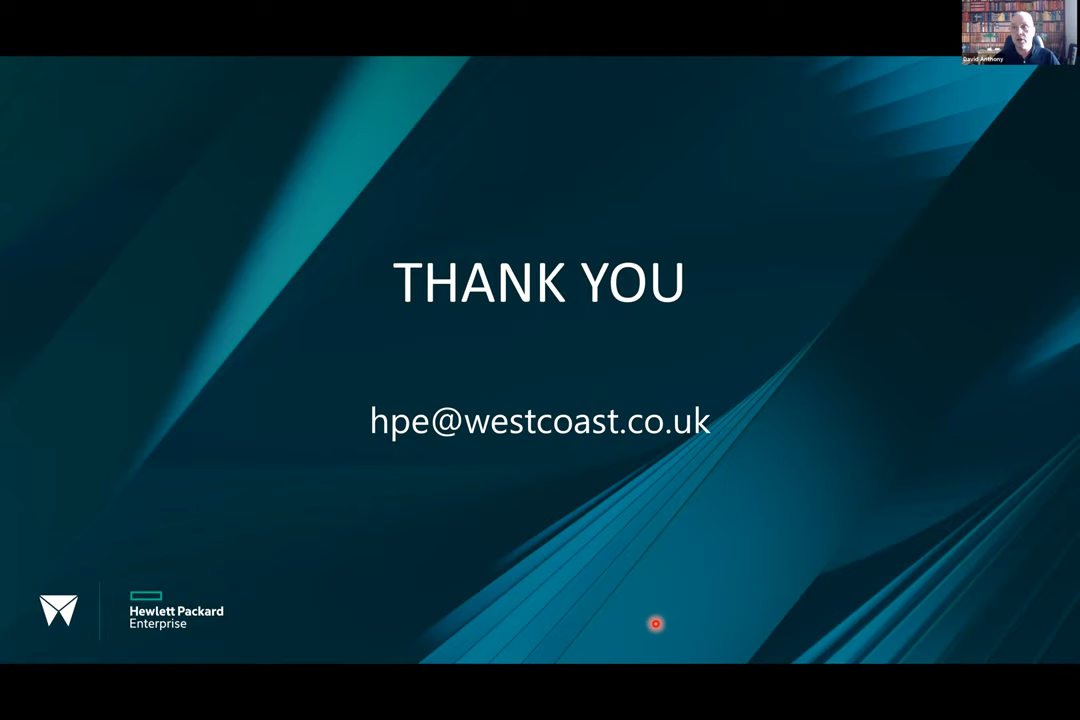 David Anthony
THANK YOU
hpe@westcoast.co.uk
Hewlett Packard
Enterprise